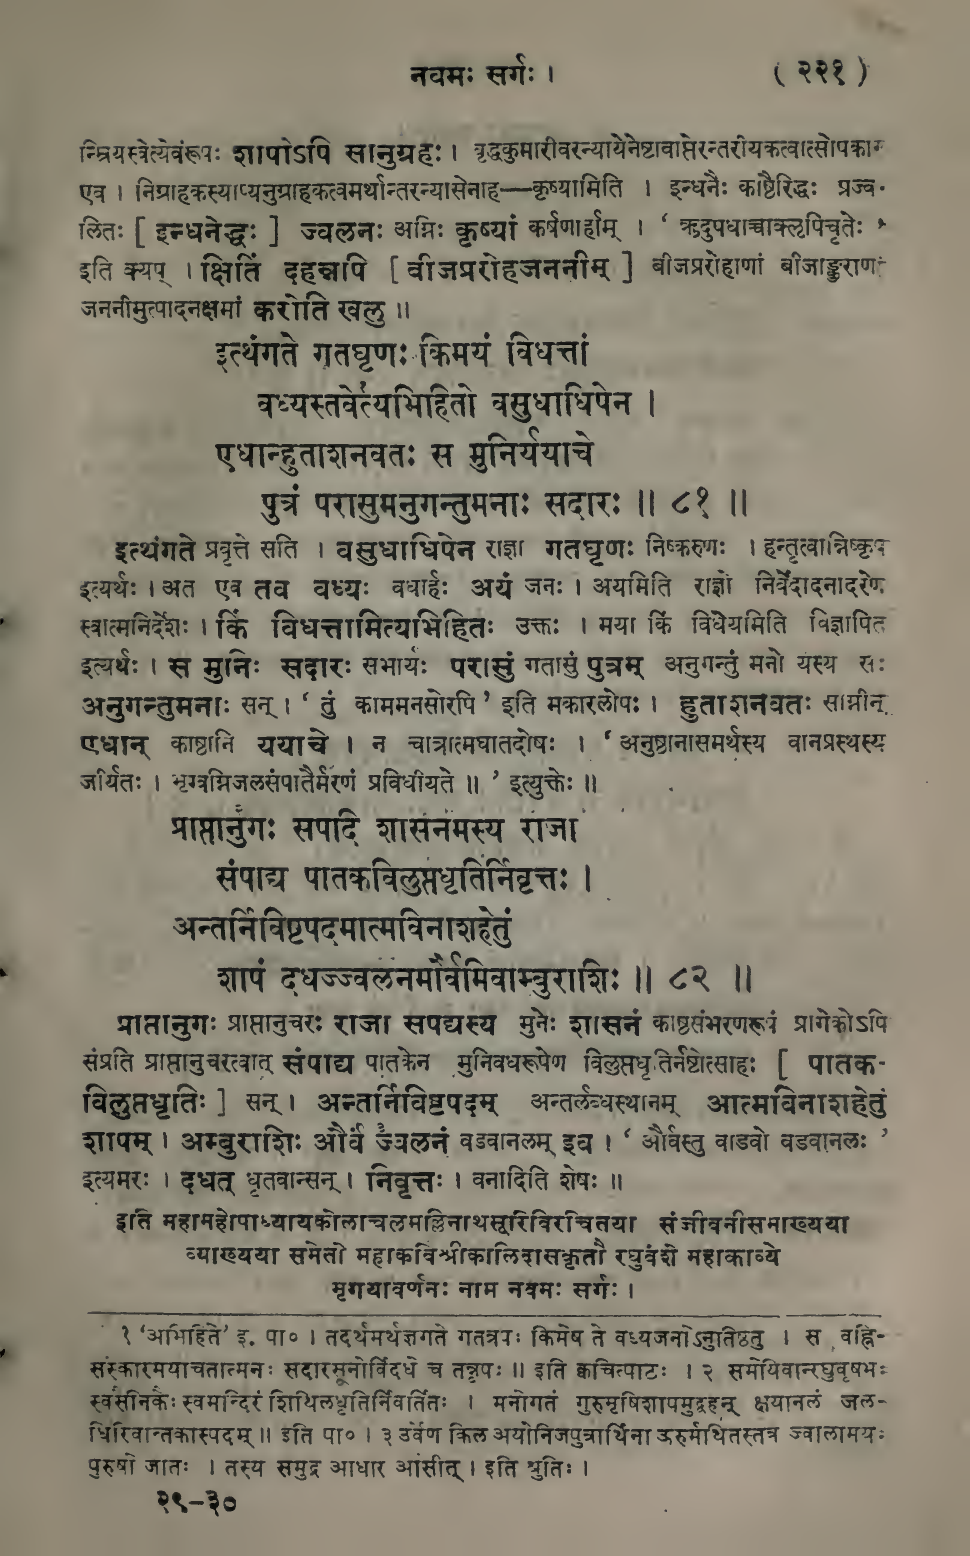 नवमः सर्गः । ( २२१ )
न्म्रियस्वेत्येवंरूपः शापोऽपि सानुग्रहः । वृद्धकुमारीवरन्यायेनेष्टावाप्तेरन्तरीयकत्वात्सोपकार
एव । निग्राहकस्याप्यनुग्राहकत्वमर्थान्तरन्यासेनाह—कृष्यामिति । इन्धनैः काष्ठैरिद्धः प्रज्व-
लितः [ इन्धनेद्धः ] ज्वलनः अग्निः कृष्यां कर्षणार्हाम् । ‘ ऋदुपधाच्चाक्लृपिचृतेः ’
इति क्यप् । क्षितिं दहन्नपि [ बीजप्ररोहजननीम् ] बीजप्ररोहाणां बीजाङ्कुराणां
जननीमुत्पादनक्षमां करोति खलु ॥
इत्थंगते गतघृणः किमयं विधत्तां
वध्यस्तवेत्यभिहितो वसुधाधिपेन ।
एधान्हुताशनवतः स मुनिर्ययाचे
पुत्रं परासुमनुगन्तुमनाः सदारः ॥ ८१ ॥
इत्थंगते प्रवृत्ते सति । वसुधाधिपेन राज्ञा गतघृणः निष्करुणः । हन्तृत्वान्निष्कृप
इत्यर्थः । अत एव तव वध्यः वधार्हः अयं जनः । अयमिति राज्ञो निर्वेदादनादरेण
स्वात्मनिर्देशः । किं विधत्तामित्यभिहितः उक्तः । मया किं विधेयमिति विज्ञापित
इत्यर्थः । स मुनिः सदारः सभार्यः परासुं गतासुं पुत्रम् अनुगन्तुं मनो यस्य सः
अनुगन्तुमनाः सन् । ‘ तुं काममनसोरपि ’ इति मकारलोपः । हुताशनवतः साग्नीन्
एधान् काष्ठानि ययाचे । न चात्रात्मघातदोषः । ‘ अनुष्ठानासमर्थस्य वानप्रस्थस्य
जीर्यतः । भृग्वग्निजलसंपातैर्मरणं प्रविधीयते ॥ ’ इत्युक्तेः ॥
प्राप्तानुगः सपदि शासनमस्य राजा
संपाद्य पातकविलुप्तधृतिर्निवृत्तः ।
अन्तर्निविष्टपदमात्मविनाशहेतुं
शापं दधज्ज्वलनमौर्वमिवाम्बुराशिः ॥ ८२ ॥
प्राप्तानुगः प्राप्तानुचरः राजा सपद्यस्य मुनेः शासनं काष्ठसंभरणरूपं प्रागेकोऽपि
संप्रति प्राप्तानुचरत्वात् संपाद्य पातकेन मुनिवधरूपेण विलुप्तधृतिर्नष्टोत्साहः [ पातक-
विलुप्तधृतिः ] सन् । अन्तर्निविष्टपदम् अन्तर्लब्धस्थानम् आत्मविनाशहेतुं
शापम् । अम्बुराशिः और्वं ज्वलनं वडवानलम् इव । ‘ और्वस्तु वाडवो वडवानलः ’
इत्यमरः । दधत् धृतवान्सन् । निवृत्तः । वनादिति शेषः ॥
इति महामहोपाध्यायकोलाचलमल्लिनाथसूरिविरचितया संजीवनीसमाख्यया
व्याख्यया समेतो महाकविश्रीकालिदासकृतौ रघुवंशे महाकाव्ये
मृगयावर्णनः नाम नवमः सर्गः ।
१ ‘अभिहिते’ इ. पा० । तदर्थमर्थज्ञगते गतत्रपः किमेष ते वध्यजनोऽनुतिष्ठतु । स वह्नि-
संस्कारमयाचतात्मनः सदारसूनोर्विदधे च तन्नृपः ॥ इति क्वचित्पाठः । २ समेयिवान्रघुवृषभः
स्वसैनिकैः स्वमन्दिरं शिथिलधृतिर्निवर्तितः । मनोगतं गुरुमृषिशापमुद्वहन् क्षयानलं जल-
धिरिवान्तकास्पदम् ॥ इति पा० । ३ उर्वेण किल अयोनिजपुत्रार्थिना ऊरुर्मथितस्तत्र ज्वालामयः
पुरुषो जातः । तस्य समुद्र आधार आसीत् । इति श्रुतिः ।
२९-३०